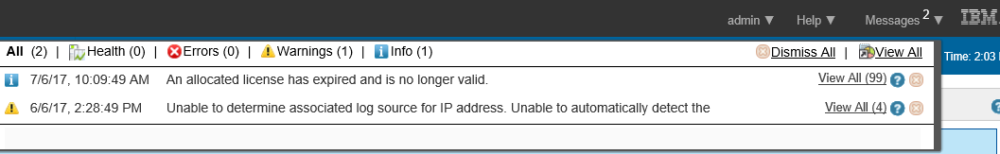 admin ▼ Help ▼ Messages 2 ▼ IBM
All (2) | Health (0) | Errors (0) | Warnings (1) | Info (1) Dismiss All | View All
Time: 2:03
7/6/17, 10:09:49 AM An allocated license has expired and is no longer valid. View All (99)
6/6/17, 2:28:49 PM Unable to determine associated log source for IP address. Unable to automatically detect the View All (4)